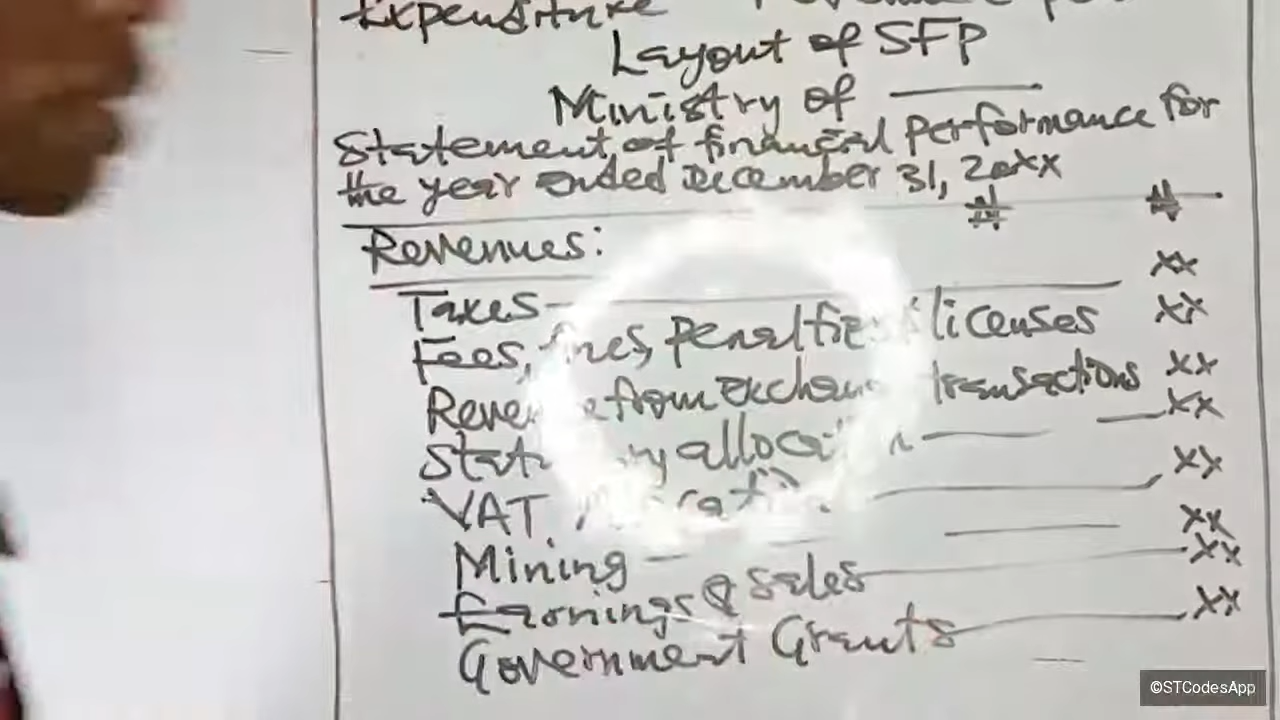 Expenditure
Layout of SFP
Ministry of
Statement of financial Performance for
the year ended December 31, 20xx
₦ ₦
Revenues:
Taxes xx
Fees, fines, penalties & licenses xx
Revenue from exchange transactions xx
Statutory allocation xx
VAT xx
Mining xx
Earnings & sales xx
Government Grants xx
©STCodesApp